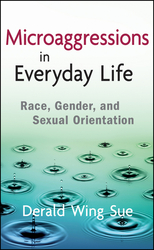 Microaggressions
in
Everyday Life
Race, Gender, and
Sexual Orientation
Derald Wing Sue